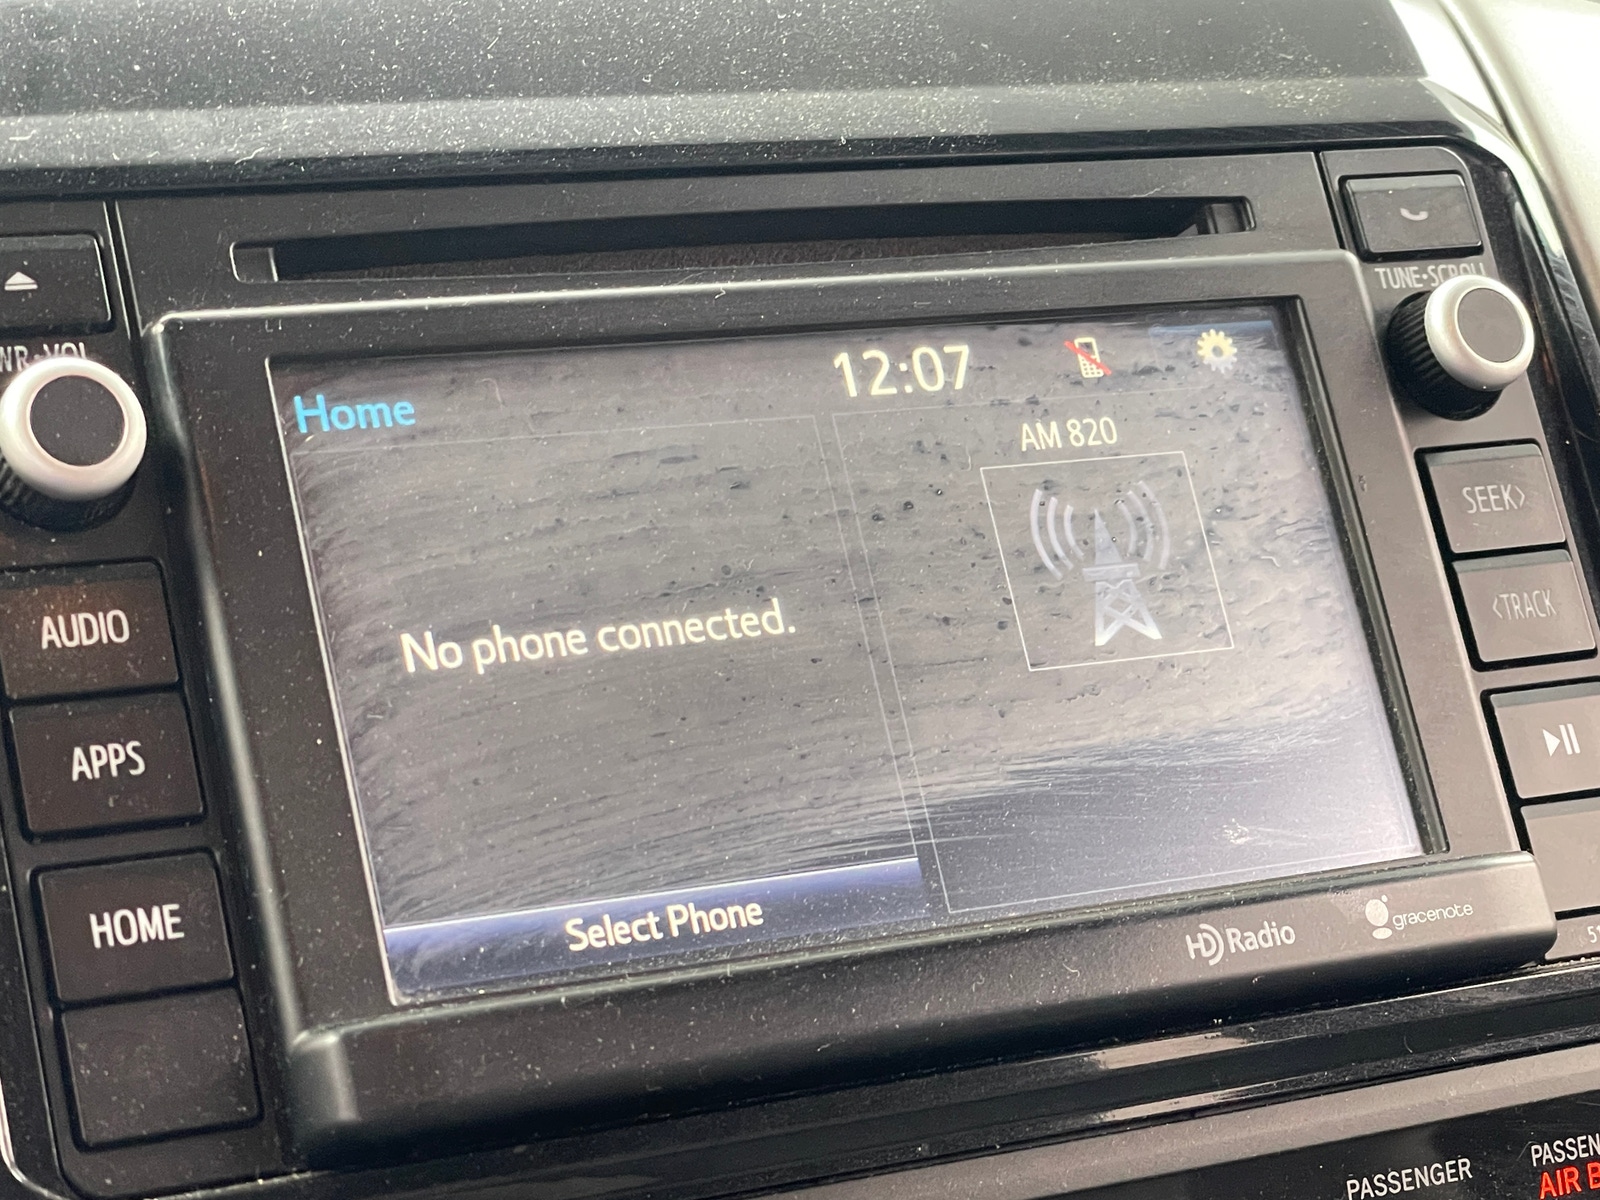 TUNE•SCROLL
Home
12:07
AM 820
SEEK>
<TRACK
AUDIO
No phone connected.
APPS
HOME
Select Phone
HD Radio
gracenote
PASSENGER
AIR